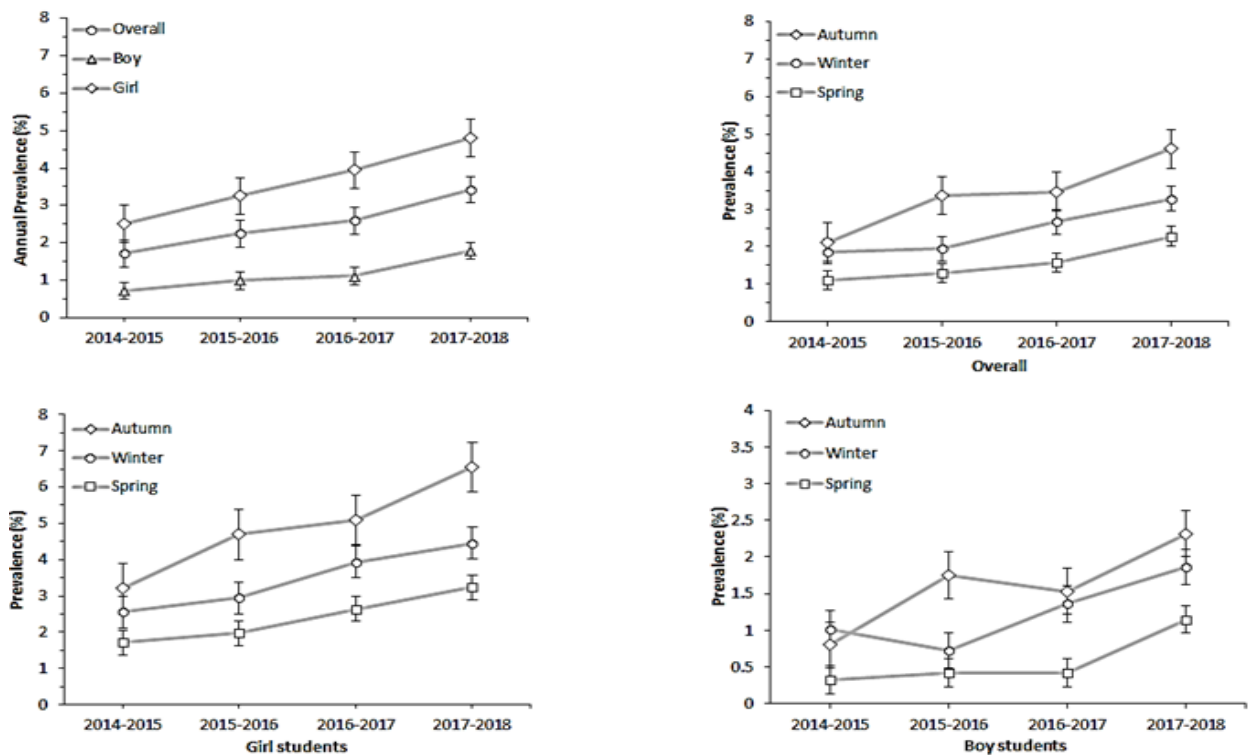 8
7
6
5
4
3
2
1
0
Annual Prevalence (%)
Overall
Boy
Girl
2014-2015 2015-2016 2016-2017 2017-2018
8
7
6
5
4
3
2
1
0
Prevalence (%)
Autumn
Winter
Spring
2014-2015 2015-2016 2016-2017 2017-2018
Overall
8
7
6
5
4
3
2
1
0
Prevalence (%)
Autumn
Winter
Spring
2014-2015 2015-2016 2016-2017 2017-2018
Girl students
4
3.5
3
2.5
2
1.5
1
0.5
0
Prevalence (%)
Autumn
Winter
Spring
2014-2015 2015-2016 2016-2017 2017-2018
Boy students